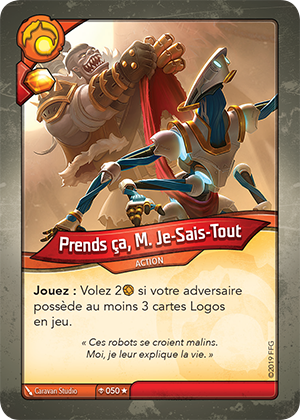 Prends ça, M. Je-Sais-Tout
ACTION
Jouez : Volez 2 si votre adversaire
possède au moins 3 cartes Logos
en jeu.
« Ces robots se croient malins.
Moi, je leur explique la vie. »
©2019 FFG
Caravan Studio
050